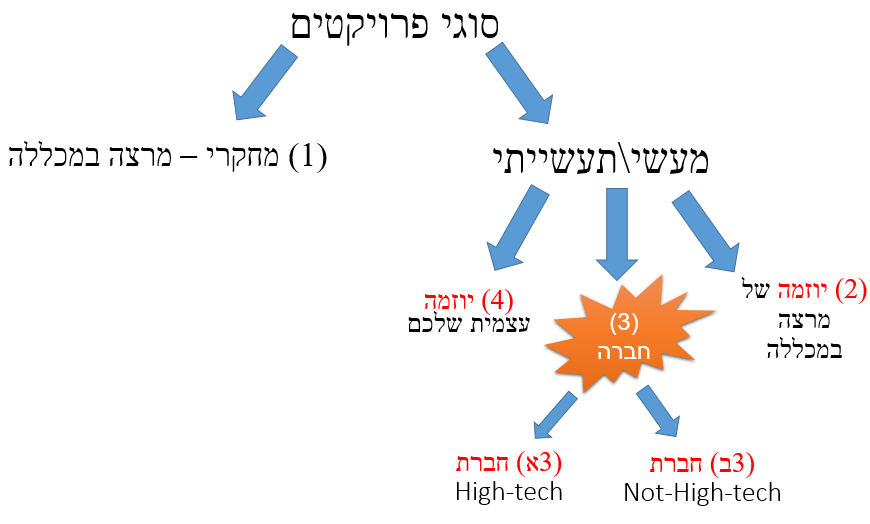 סוגי פרויקטים
(1) מחקרי – מרצה במכללה
מעשי\תעשייתי
(2) יוזמה של
מרצה
במכללה
(3)
חברה
(4) יוזמה
עצמית שלכם
3ב) חברת
Not-High-tech
3א) חברת
High-tech